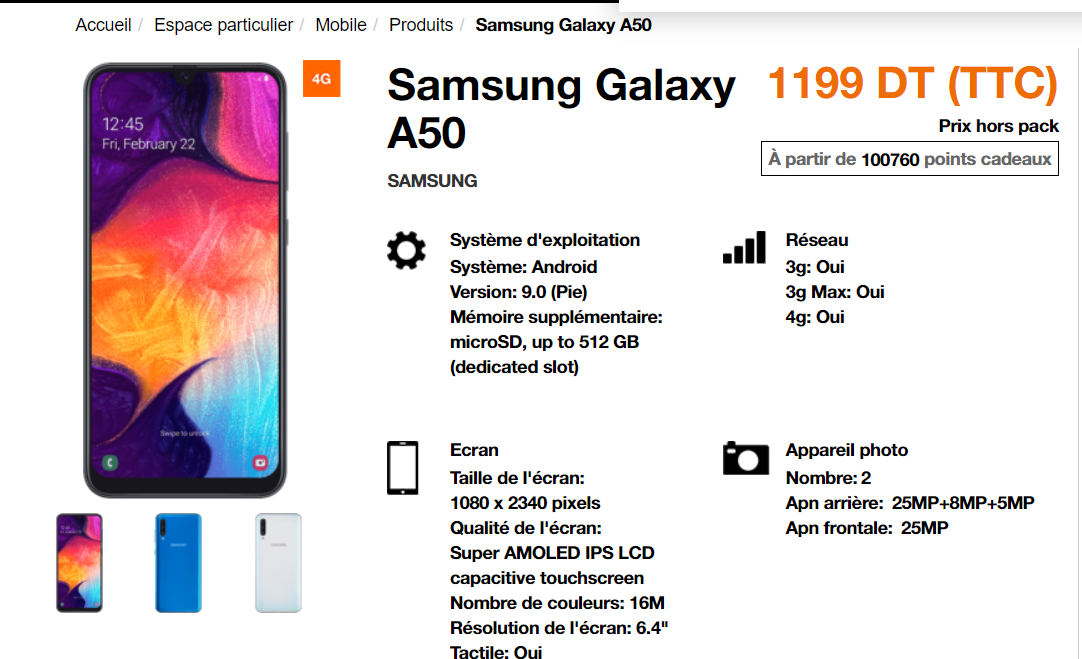 Accueil / Espace particulier / Mobile / Produits / Samsung Galaxy A50
4G
12:45
Fri, February 22
Swipe to unlock
Samsung Galaxy
A50
SAMSUNG
1199 DT (TTC)
Prix hors pack
À partir de 100760 points cadeaux
Système d'exploitation
Système: Android
Version: 9.0 (Pie)
Mémoire supplémentaire:
microSD, up to 512 GB
(dedicated slot)
Réseau
3g: Oui
3g Max: Oui
4g: Oui
Ecran
Taille de l'écran:
1080 x 2340 pixels
Qualité de l'écran:
Super AMOLED IPS LCD
capacitive touchscreen
Nombre de couleurs: 16M
Résolution de l'écran: 6.4"
Tactile: Oui
Appareil photo
Nombre: 2
Apn arrière: 25MP+8MP+5MP
Apn frontale: 25MP